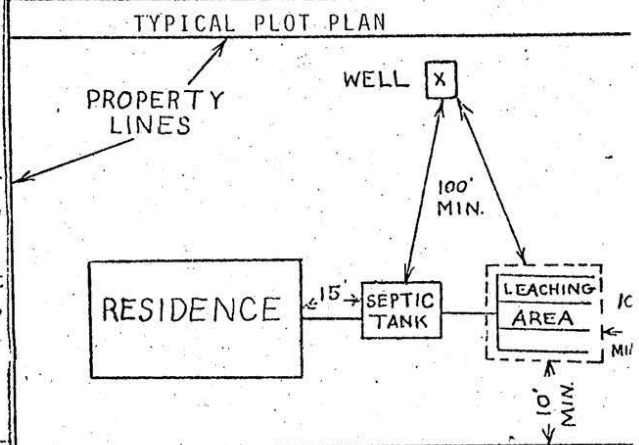 TYPICAL PLOT PLAN
WELL X
PROPERTY
LINES
100'
MIN.
RESIDENCE
15'
SEPTIC
TANK
LEACHING
AREA
10'
MIN.